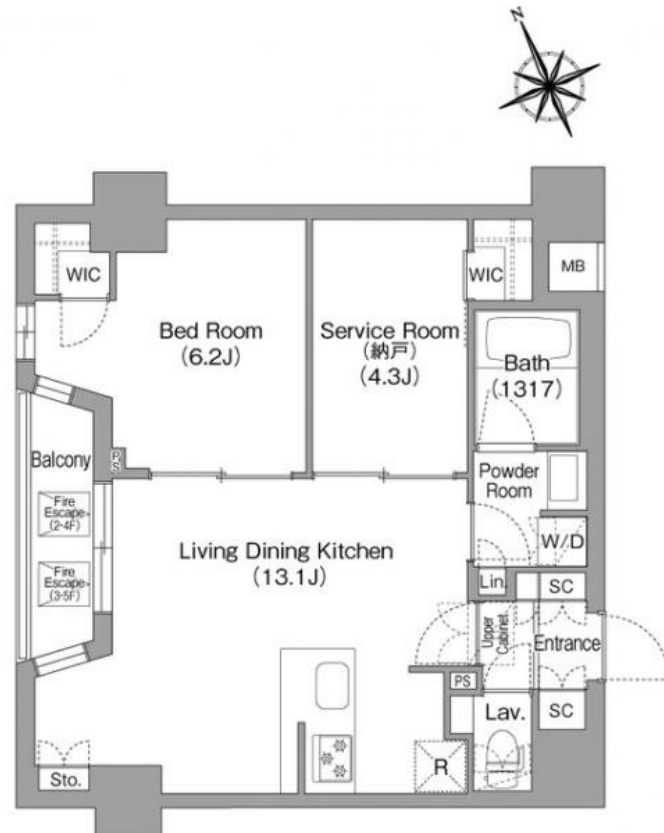 N
WIC
Bed Room
(6.2J)
Service Room
(納戸)
(4.3J)
WIC
MB
Bath
(1317)
Balcony
PS
Powder
Room
Fire
Escape
(2-4F)
Living Dining Kitchen
(13.1J)
W/D
Fire
Escape
(3-5F)
Lin.
SC
Upper
Cabinet
Entrance
PS
Lav.
SC
Sto.
R